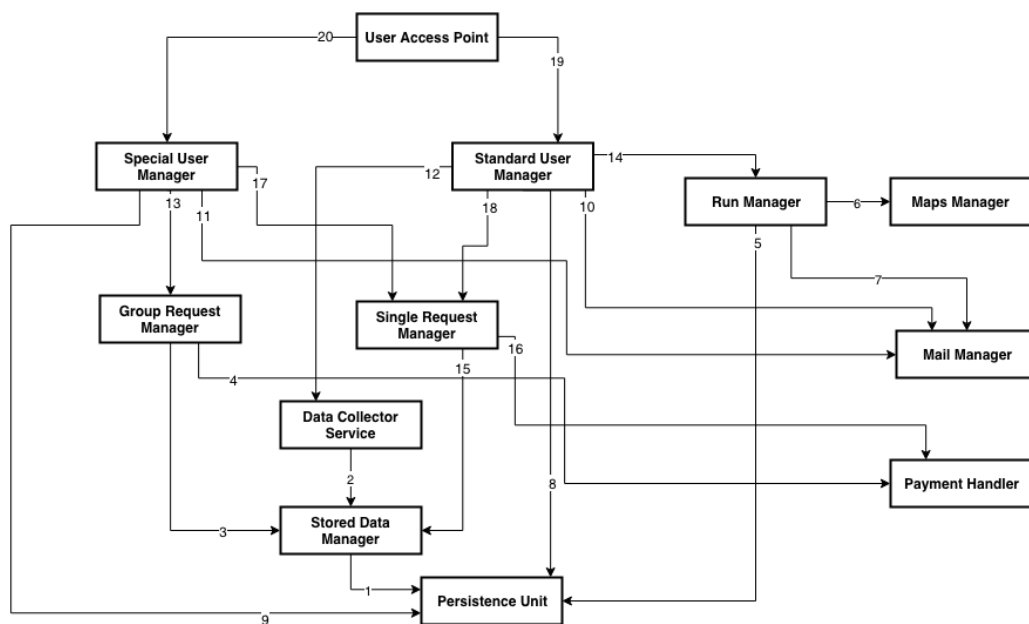 20
User Access Point
19
Special User
Manager
17
13
11
12
Standard User
Manager
14
18
10
Run Manager
6
Maps Manager
5
7
Group Request
Manager
Single Request
Manager
16
15
4
Mail Manager
Data Collector
Service
2
8
Payment Handler
3
Stored Data
Manager
1
Persistence Unit
9